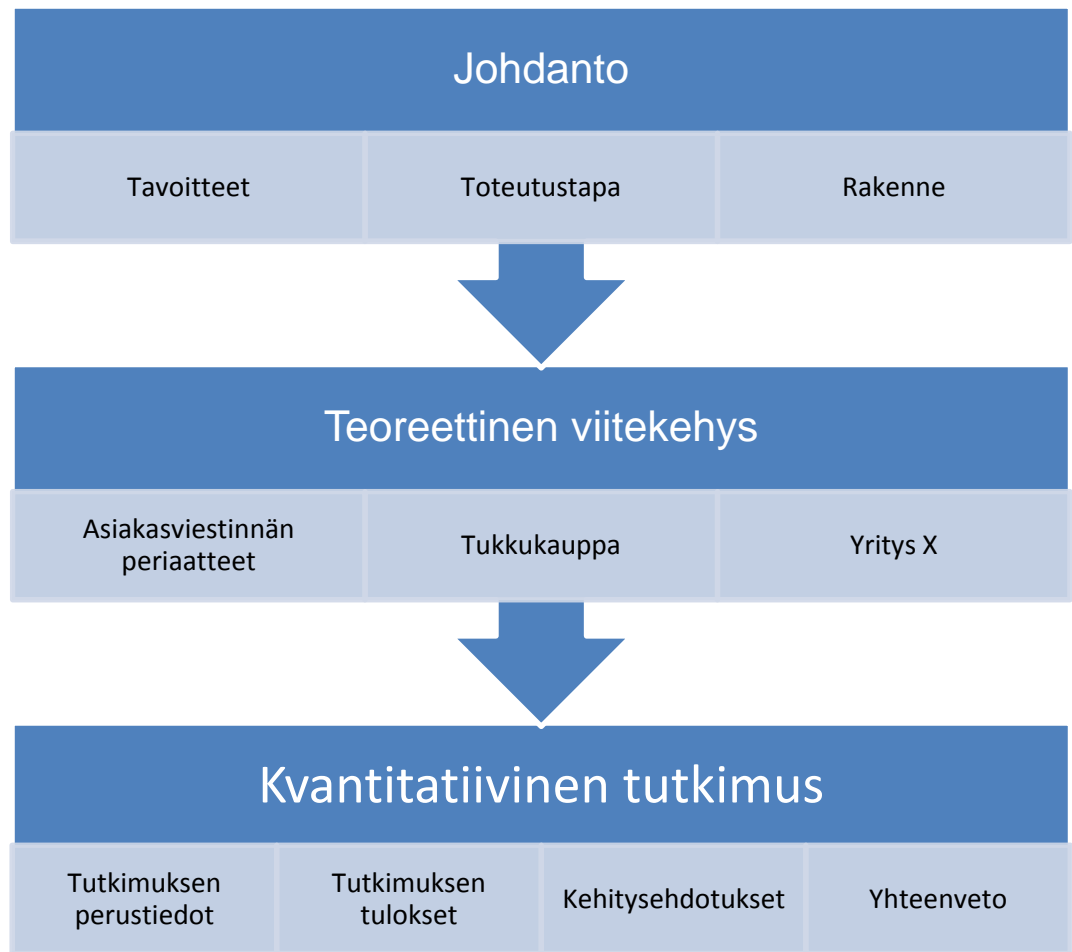 Johdanto
Tavoitteet
Toteutustapa
Rakenne
Teoreettinen viitekehys
Asiakasviestinnän
periaatteet
Tukkukauppa
Yritys X
Kvantitatiivinen tutkimus
Tutkimuksen
perustiedot
Tutkimuksen
tulokset
Kehitysehdotukset
Yhteenveto